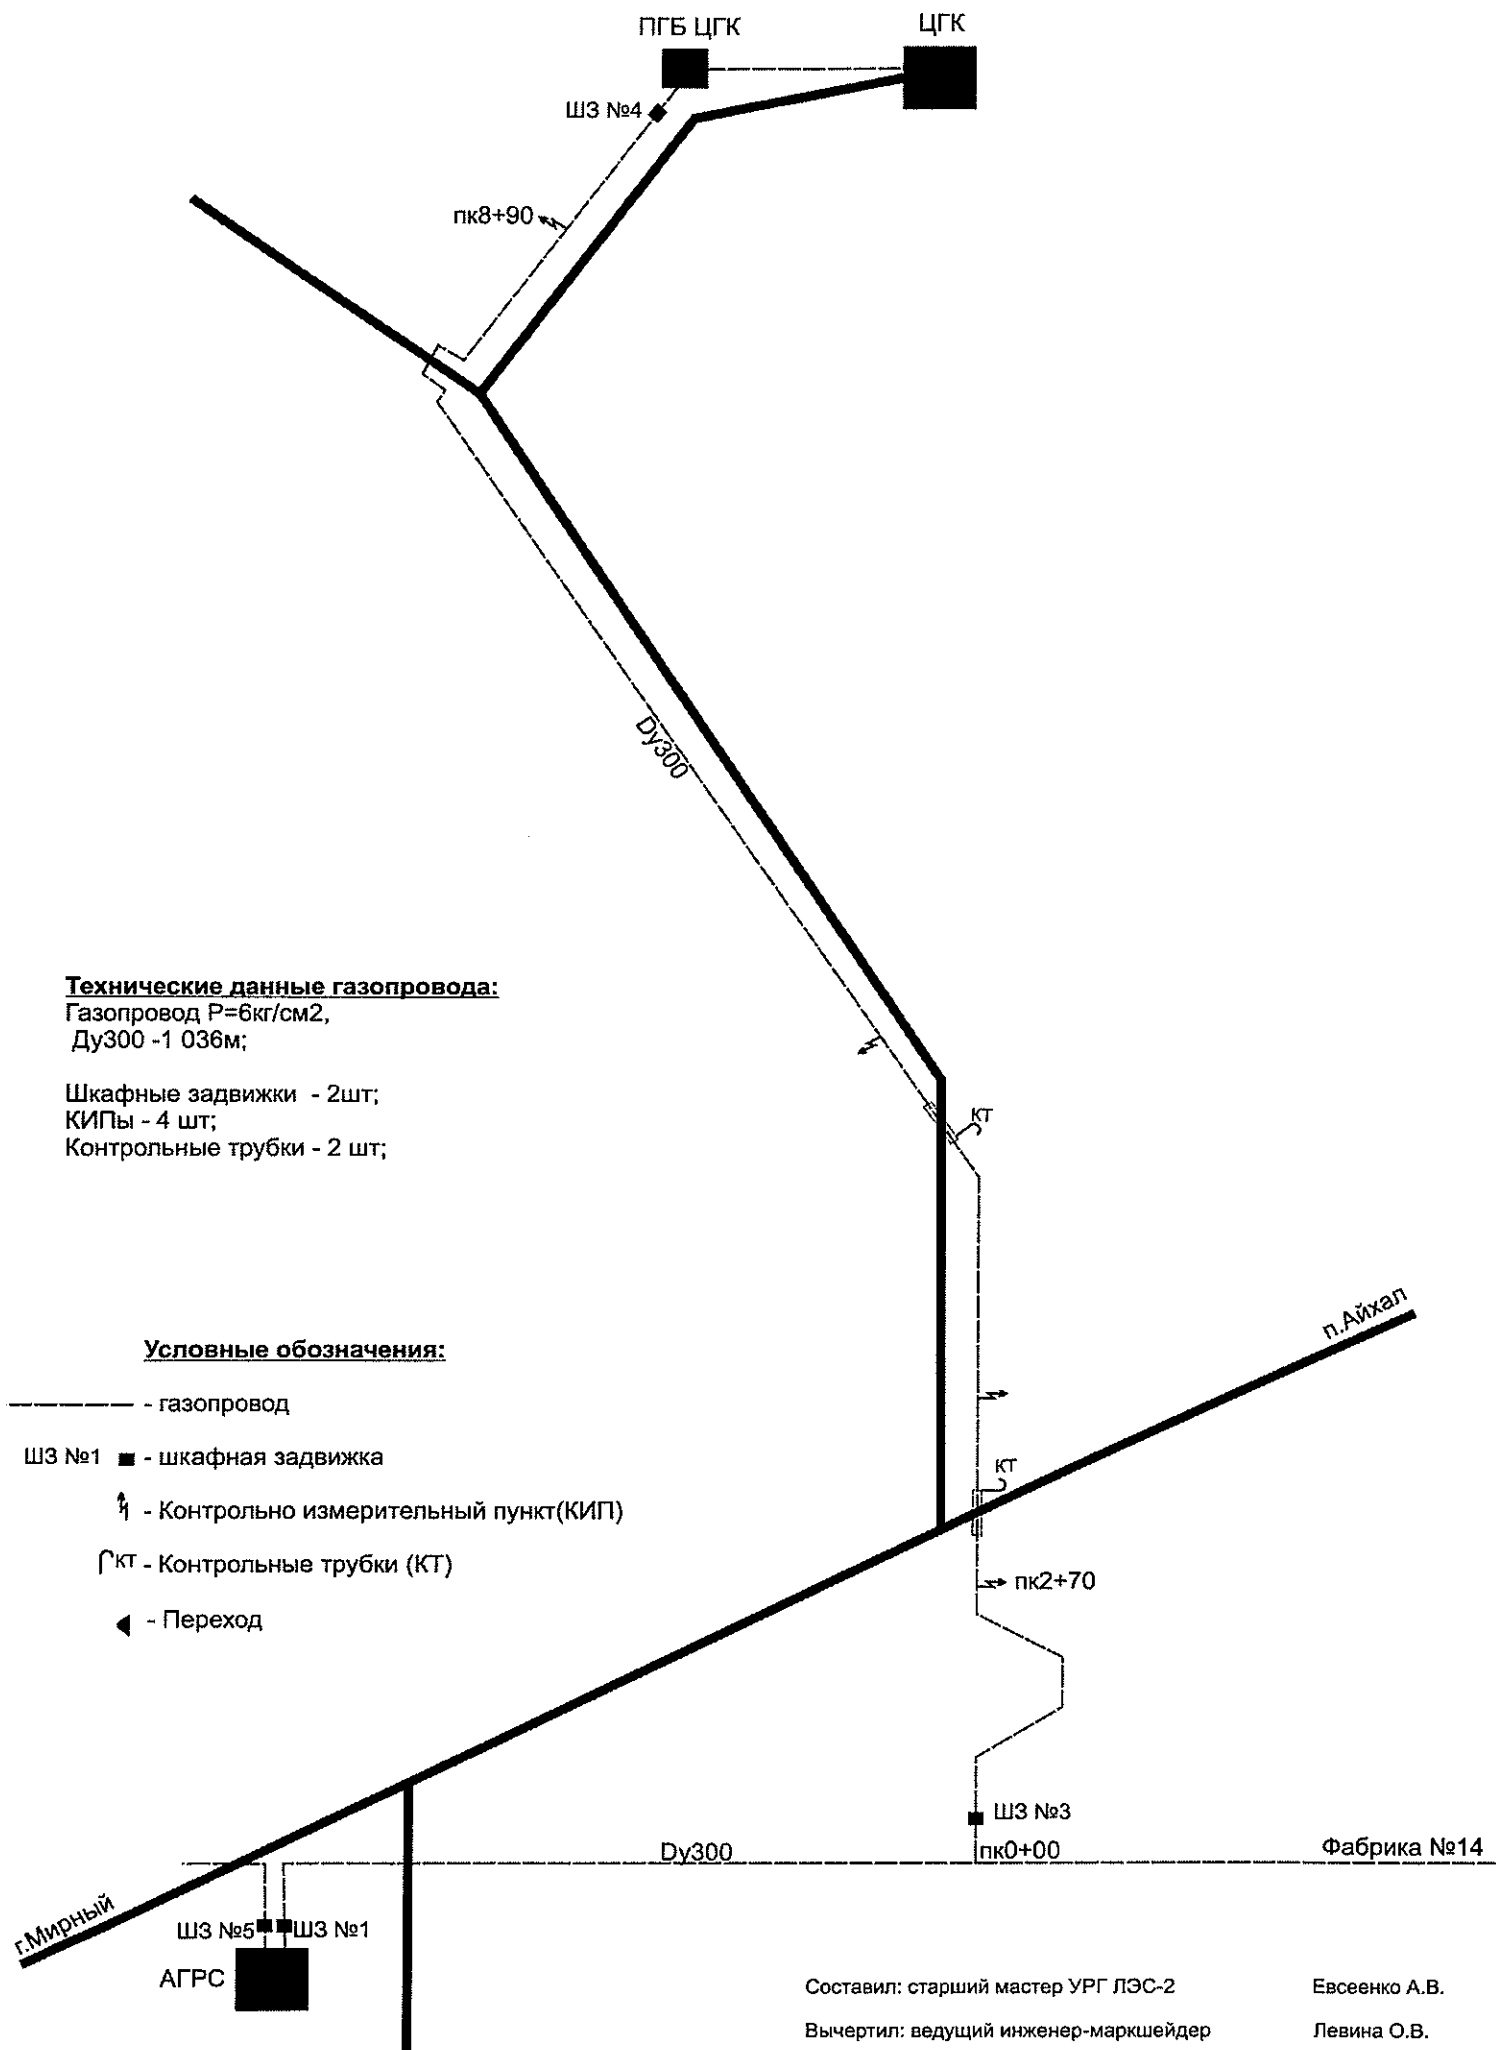 ПГБ ЦГК
ЦГК
ШЗ №4
пк8+90
Dу300
Технические данные газопровода:
Газопровод Р=6кг/см2,
Ду300 -1 036м;
Шкафные задвижки - 2шт;
КИПы - 4 шт;
Контрольные трубки - 2 шт;
КТ
п.Айхал
Условные обозначения:
- газопровод
ШЗ №1 - шкафная задвижка
- Контрольно измерительный пункт(КИП)
КТ - Контрольные трубки (КТ)
- Переход
КТ
пк2+70
ШЗ №3
Dу300
пк0+00
Фабрика №14
г.Мирный
ШЗ №5
ШЗ №1
АГРС
Составил: старший мастер УРГ ЛЭС-2 Евсеенко А.В.
Вычертил: ведущий инженер-маркшейдер Левина О.В.